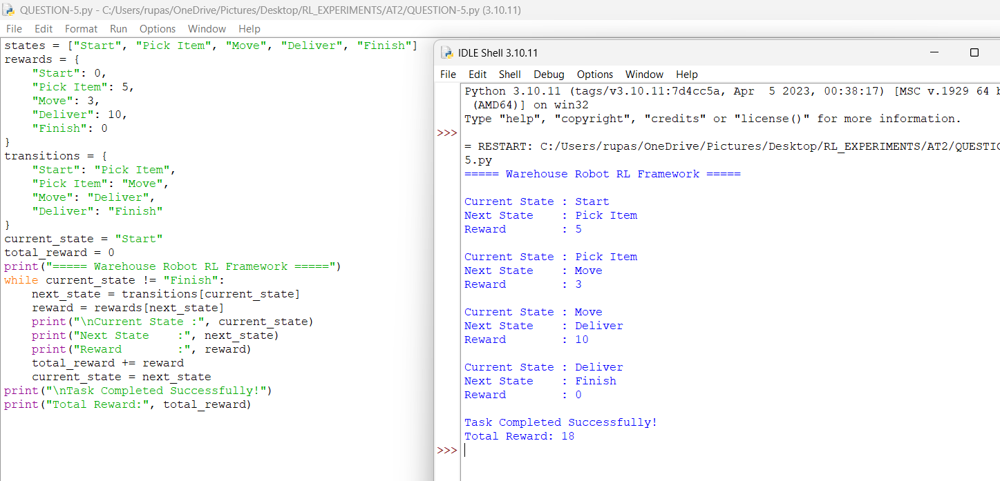 QUESTION-5.py - C:/Users/rupas/OneDrive/Pictures/Desktop/RL_EXPERIMENTS/AT2/QUESTION-5.py (3.10.11)
File Edit Format Run Options Window Help
states = ["Start", "Pick Item", "Move", "Deliver", "Finish"]
rewards = {
    "Start": 0,
    "Pick Item": 5,
    "Move": 3,
    "Deliver": 10,
    "Finish": 0
}
transitions = {
    "Start": "Pick Item",
    "Pick Item": "Move",
    "Move": "Deliver",
    "Deliver": "Finish"
}
current_state = "Start"
total_reward = 0
print("===== Warehouse Robot RL Framework =====")
while current_state != "Finish":
    next_state = transitions[current_state]
    reward = rewards[next_state]
    print("\nCurrent State :", current_state)
    print("Next State    :", next_state)
    print("Reward        :", reward)
    total_reward += reward
    current_state = next_state
print("\nTask Completed Successfully!")
print("Total Reward:", total_reward)
IDLE Shell 3.10.11
File Edit Shell Debug Options Window Help
Python 3.10.11 (tags/v3.10.11:7d4cc5a, Apr  5 2023, 00:38:17) [MSC v.1929 64 b
 (AMD64)] on win32
Type "help", "copyright", "credits" or "license()" for more information.
>>>
= RESTART: C:/Users/rupas/OneDrive/Pictures/Desktop/RL_EXPERIMENTS/AT2/QUESTIO
5.py
===== Warehouse Robot RL Framework =====
Current State : Start
Next State    : Pick Item
Reward        : 5
Current State : Pick Item
Next State    : Move
Reward        : 3
Current State : Move
Next State    : Deliver
Reward        : 10
Current State : Deliver
Next State    : Finish
Reward        : 0
Task Completed Successfully!
Total Reward: 18
>>>